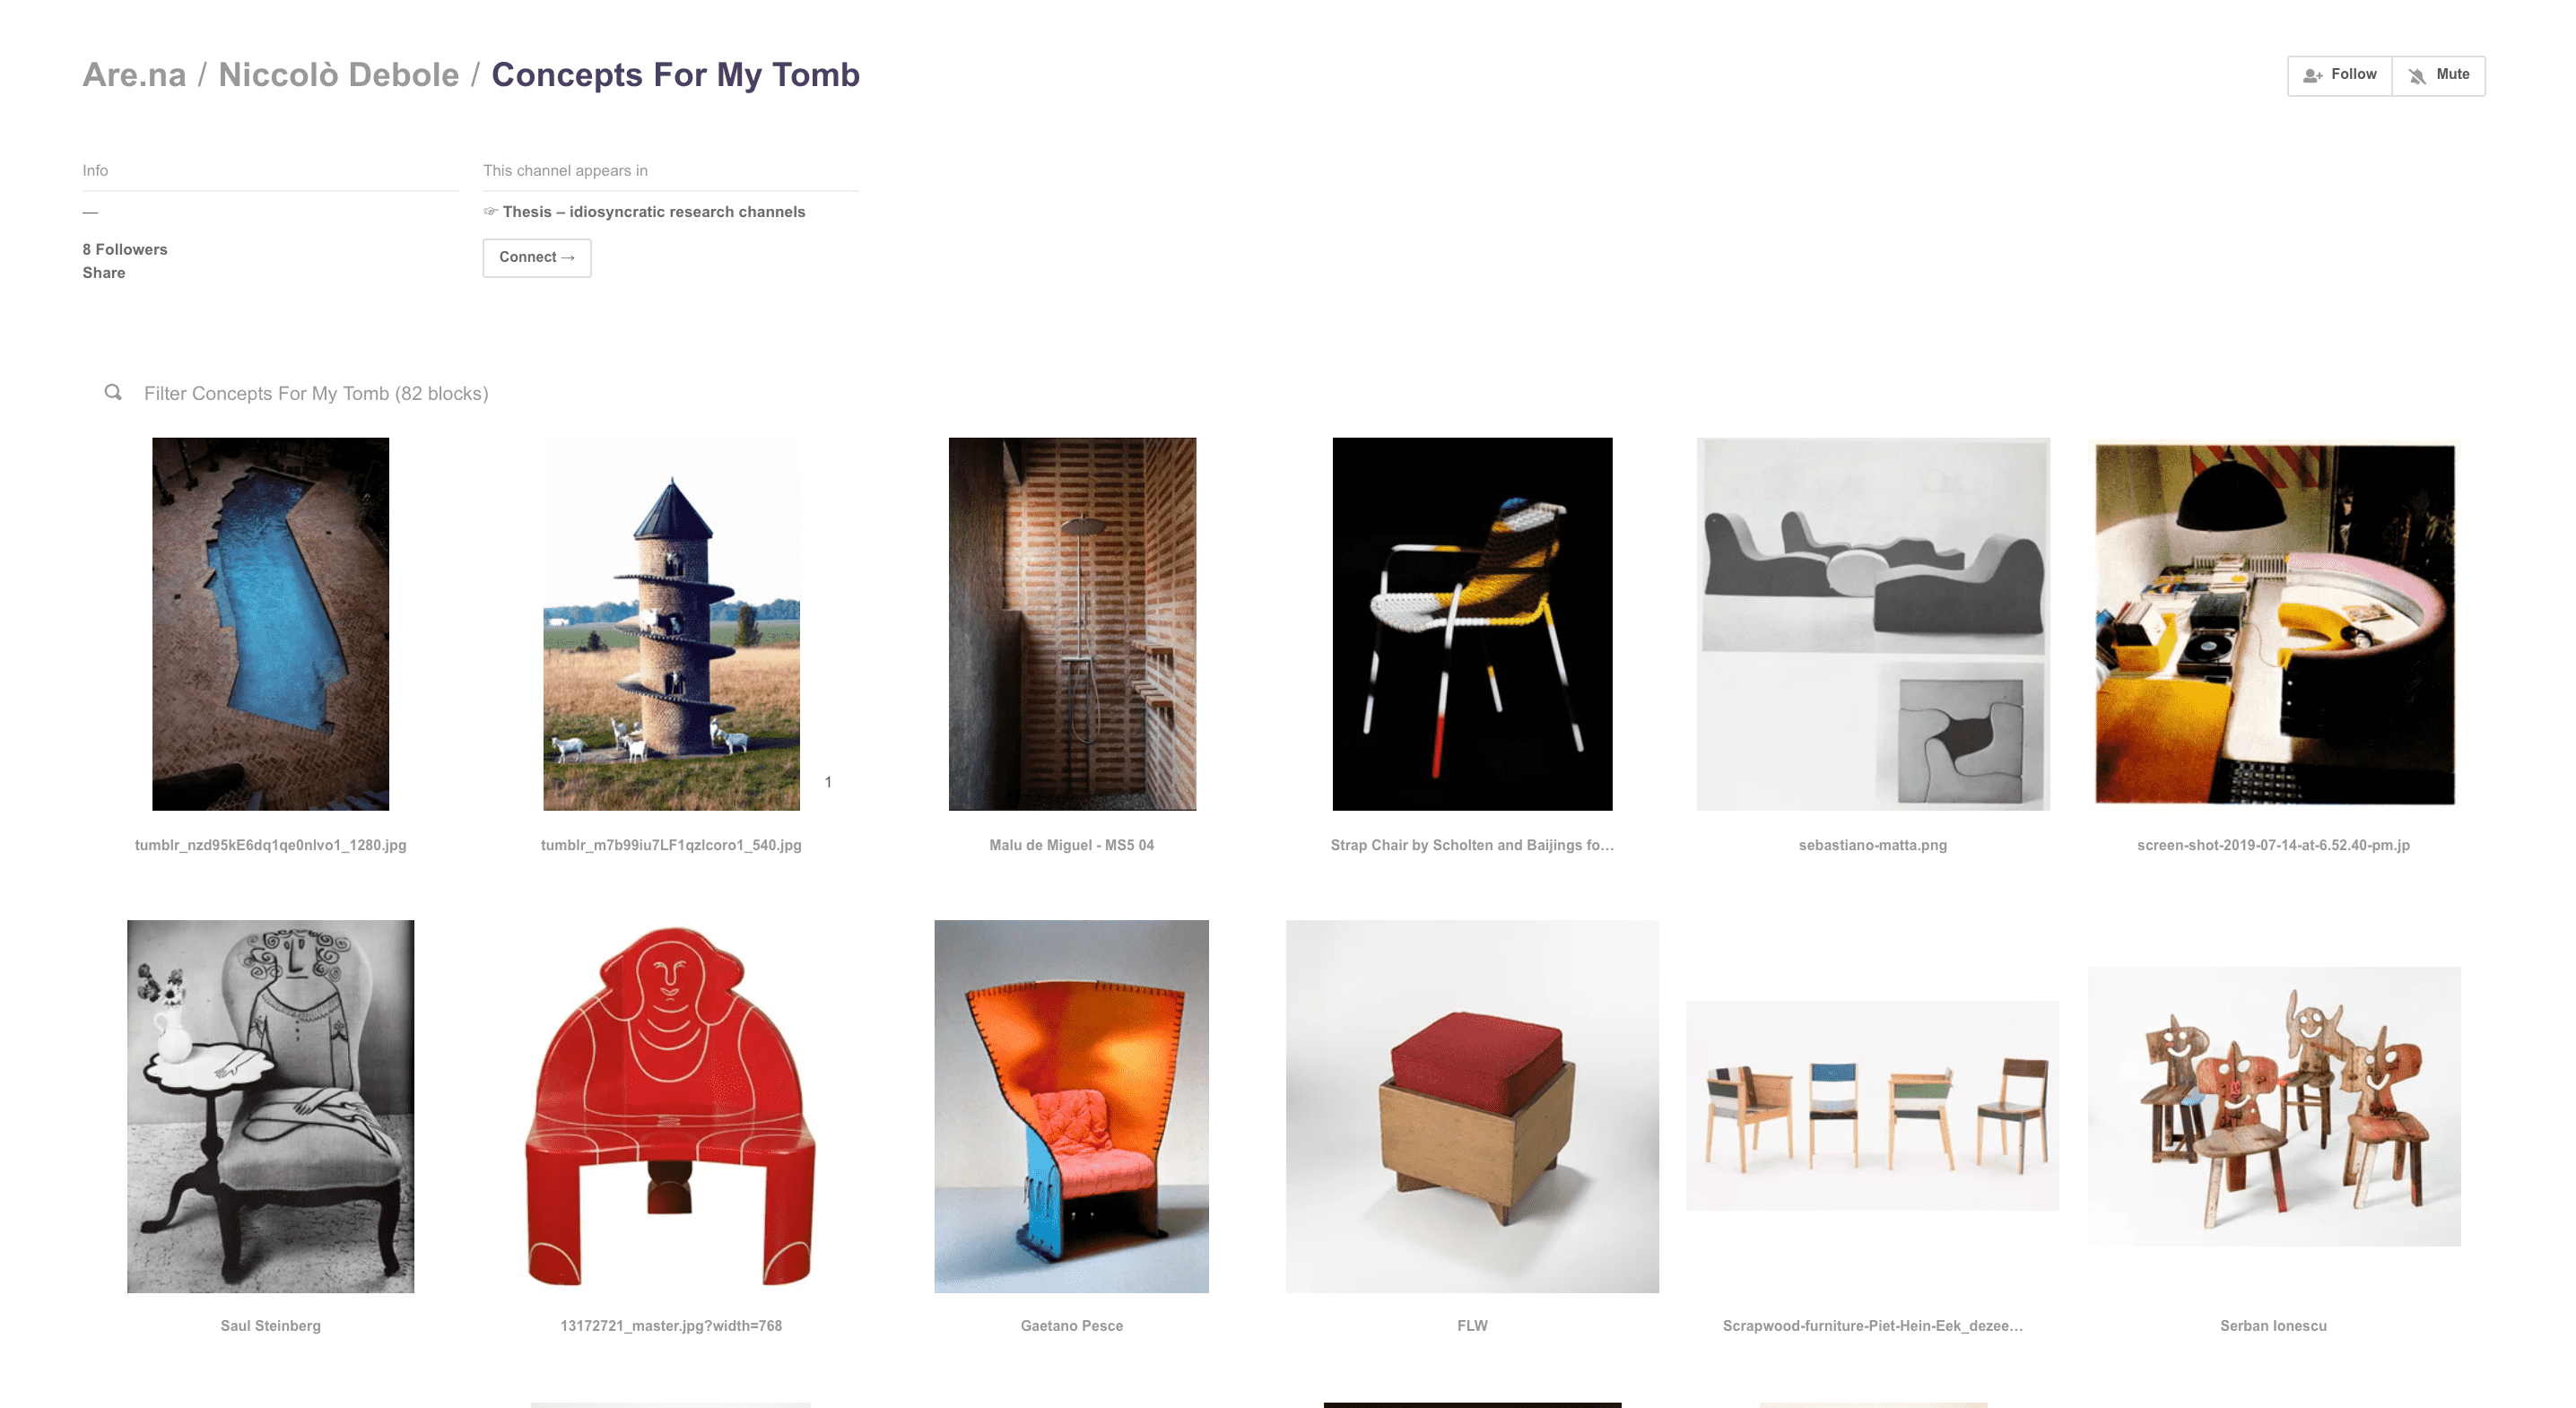 Are.na / Niccolò Debole / Concepts For My Tomb
Follow
Mute
Info
This channel appears in
—
☞ Thesis – idiosyncratic research channels
8 Followers
Share
Connect →
Filter Concepts For My Tomb (82 blocks)
1
tumblr_nzd95kE6dq1qe0nlvo1_1280.jpg
tumblr_m7b99iu7LF1qzlcoro1_540.jpg
Malu de Miguel - MS5 04
Strap Chair by Scholten and Baijings fo…
sebastiano-matta.png
screen-shot-2019-07-14-at-6.52.40-pm.jp
Saul Steinberg
13172721_master.jpg?width=768
Gaetano Pesce
FLW
Scrapwood-furniture-Piet-Hein-Eek_dezee…
Serban Ionescu